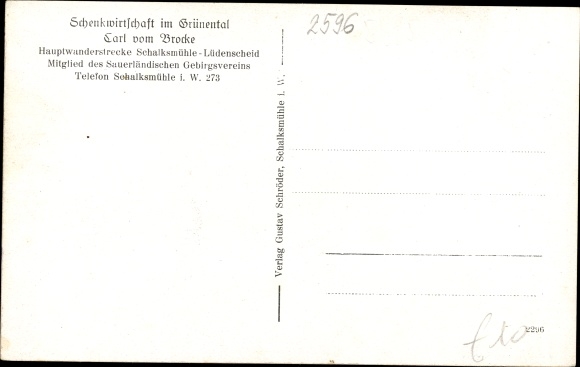 Schenkwirtschaft im Grünental
Carl vom Brocke
Hauptwanderstrecke Schalksmühle - Lüdenscheid
Mitglied des Sauerländischen Gebirgsvereins
Telefon Schalksmühle i. W. 273
2596
Verlag Gustav Schröder, Schalksmühle i. W.
2296